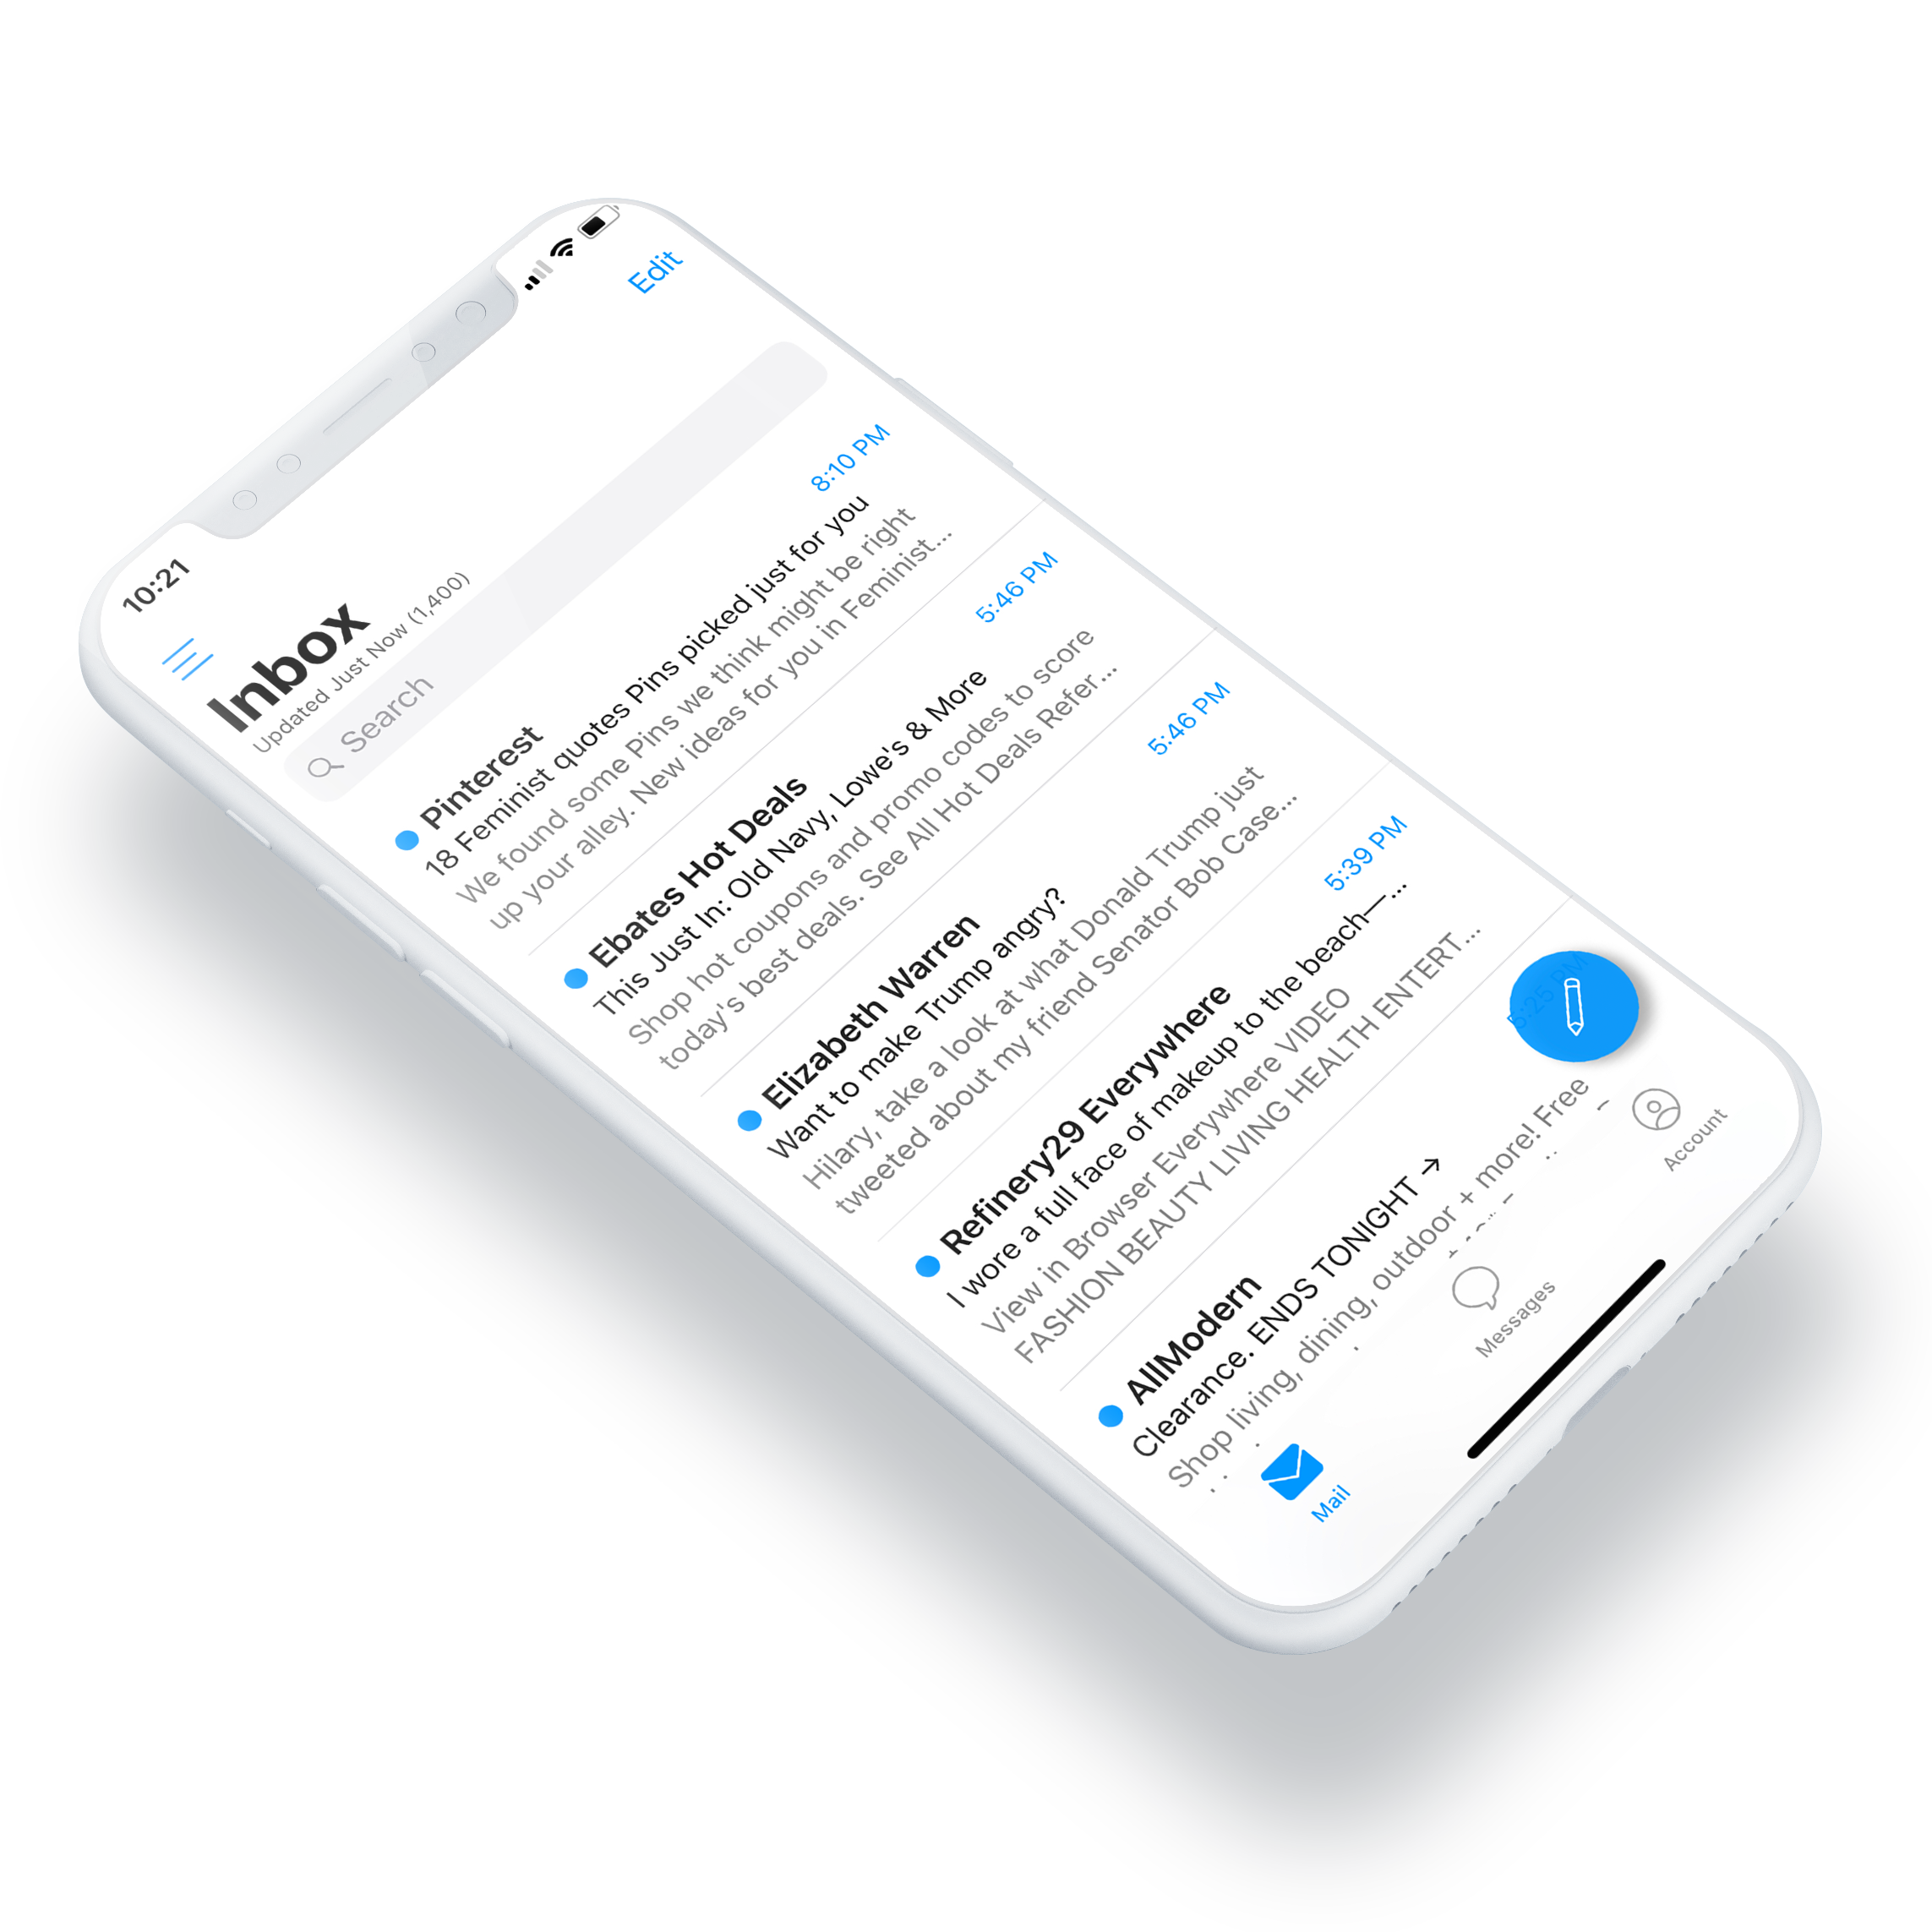 10:21
Edit
Inbox
Updated Just Now (1,400)
Search
Pinterest
8:10 PM
18 Feminist quotes Pins picked just for you
We found some Pins we think might be right
up your alley. New ideas for you in Feminist...
Ebates Hot Deals
5:46 PM
This Just In: Old Navy, Lowe's & More
Shop hot coupons and promo codes to score
today's best deals. See All Hot Deals Refer...
Elizabeth Warren
5:46 PM
Want to make Trump angry?
Hilary, take a look at what Donald Trump just
tweeted about my friend Senator Bob Case...
Refinery29 Everywhere
5:39 PM
I wore a full face of makeup to the beach—...
View in Browser Everywhere VIDEO
FASHION BEAUTY LIVING HEALTH ENTERT...
AllModern
5:25 PM
Clearance. ENDS TONIGHT →
Shop living, dining, outdoor + more! Free
Mail
Messages
Account